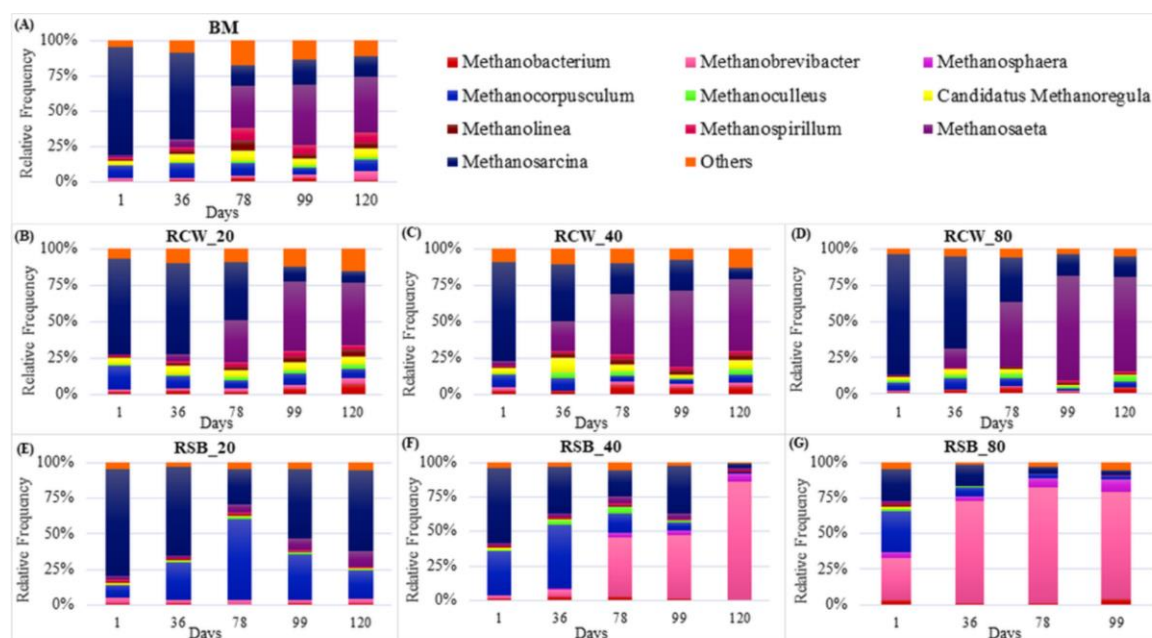 (A)
BM
100%
75%
50%
25%
0%
Relative Frequency
1 36 78 99 120
Days
Methanobacterium Methanobrevibacter Methanosphaera
Methanocorpusculum Methanoculleus Candidatus Methanoregula
Methanolinea Methanospirillum Methanosaeta
Methanosarcina Others
(B)
RCW_20
100%
75%
50%
25%
0%
Relative Frequency
1 36 78 99 120
Days
(C)
RCW_40
100%
75%
50%
25%
0%
Relative Frequency
1 36 78 99 120
Days
(D)
RCW_80
100%
75%
50%
25%
0%
Relative Frequency
1 36 78 99 120
Days
(E)
RSB_20
100%
75%
50%
25%
0%
Relative Frequency
1 36 78 99 120
Days
(F)
RSB_40
100%
75%
50%
25%
0%
Relative Frequency
1 36 78 99 120
Days
(G)
RSB_80
100%
75%
50%
25%
0%
Relative Frequency
1 36 78 99
Days